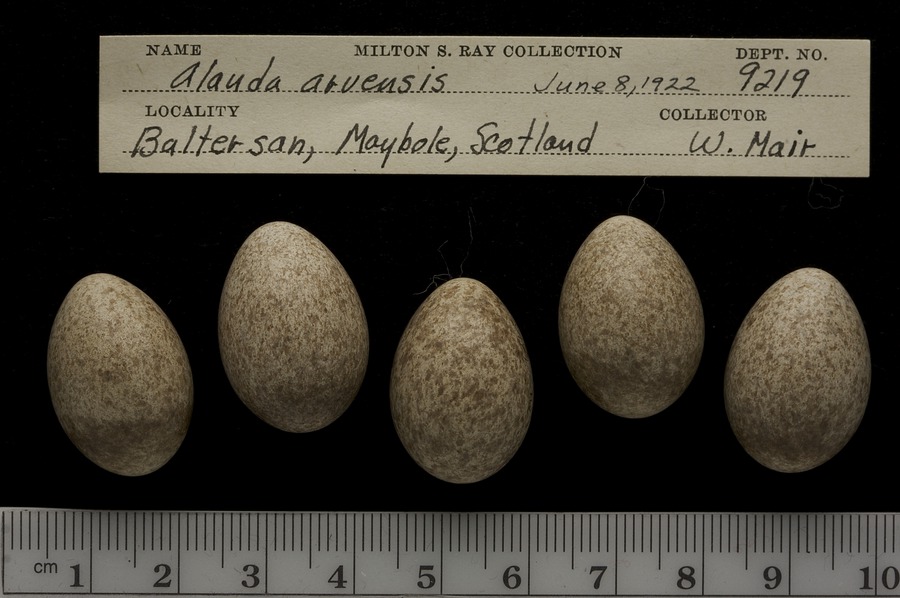 NAME MILTON S. RAY COLLECTION DEPT. NO.
Alauda arvensis June 8, 1922 9219
LOCALITY COLLECTOR
Baltersan, Maybole, Scotland W. Mair
cm 1 2 3 4 5 6 7 8 9 10